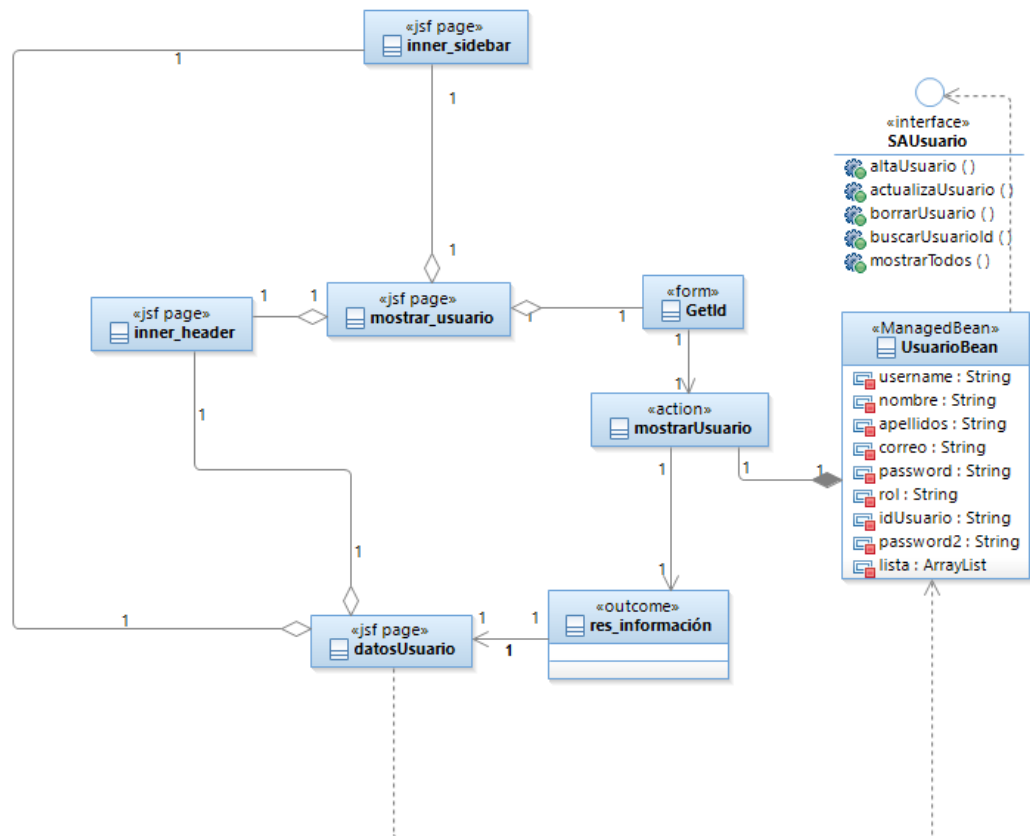 «jsf page»
inner_sidebar
1
1
«interface»
SAUsuario
altaUsuario ( )
actualizaUsuario ( )
borrarUsuario ( )
buscarUsuarioId ( )
mostrarTodos ( )
1
«jsf page»
mostrar_usuario
«jsf page»
inner_header
1
1
1
1
«form»
GetId
1
1
«action»
mostrarUsuario
1
1
1
«ManagedBean»
UsuarioBean
username : String
nombre : String
apellidos : String
correo : String
password : String
rol : String
idUsuario : String
password2 : String
lista : ArrayList
1
1
1
«outcome»
res_información
1
1
1
1
«jsf page»
datosUsuario